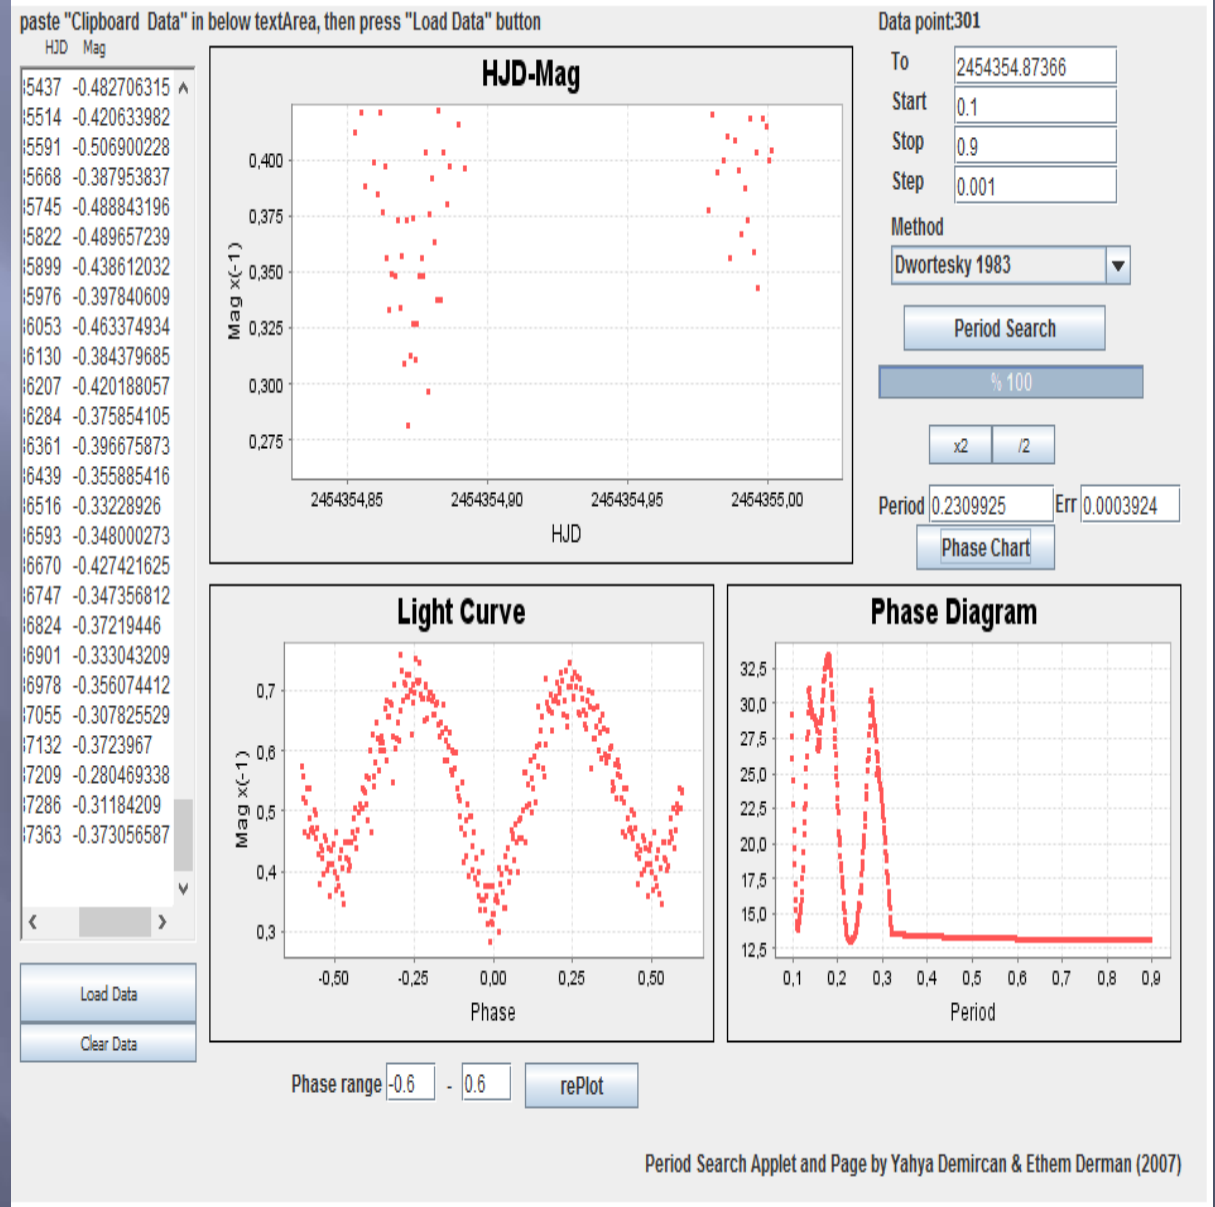 paste "Clipboard Data" in below textArea, then press "Load Data" button
HJD Mag
:5437 -0.482706315
:5514 -0.420633982
:5591 -0.506900228
:5668 -0.387953837
:5745 -0.488843196
:5822 -0.489657239
:5899 -0.438612032
:5976 -0.397840609
:6053 -0.463374934
:6130 -0.384379685
:6207 -0.420188057
:6284 -0.375854105
:6361 -0.396675873
:6439 -0.355885416
:6516 -0.33228926
:6593 -0.348000273
:6670 -0.427421625
:6747 -0.347356812
:6824 -0.37219446
:6901 -0.333043209
:6978 -0.356074412
:7055 -0.307825529
:7132 -0.3723967
:7209 -0.280469338
:7286 -0.31184209
:7363 -0.373056587
Load Data
Clear Data
HJD-Mag
Mag x(-1)
0,400
0,375
0,350
0,325
0,300
0,275
2454354,85 2454354,90 2454354,95 2454355,00
HJD
Data point:301
To 2454354.87366
Start 0.1
Stop 0.9
Step 0.001
Method
Dwortesky 1983
Period Search
% 100
x2 /2
Period 0.2309925 Err 0.0003924
Phase Chart
Light Curve
Mag x(-1)
0,7
0,6
0,5
0,4
0,3
-0,50 -0,25 0,00 0,25 0,50
Phase
Phase Diagram
32,5
30,0
27,5
25,0
22,5
20,0
17,5
15,0
12,5
0,1 0,2 0,3 0,4 0,5 0,6 0,7 0,8 0,9
Period
Phase range -0.6 - 0.6 rePlot
Period Search Applet and Page by Yahya Demircan & Ethem Derman (2007)